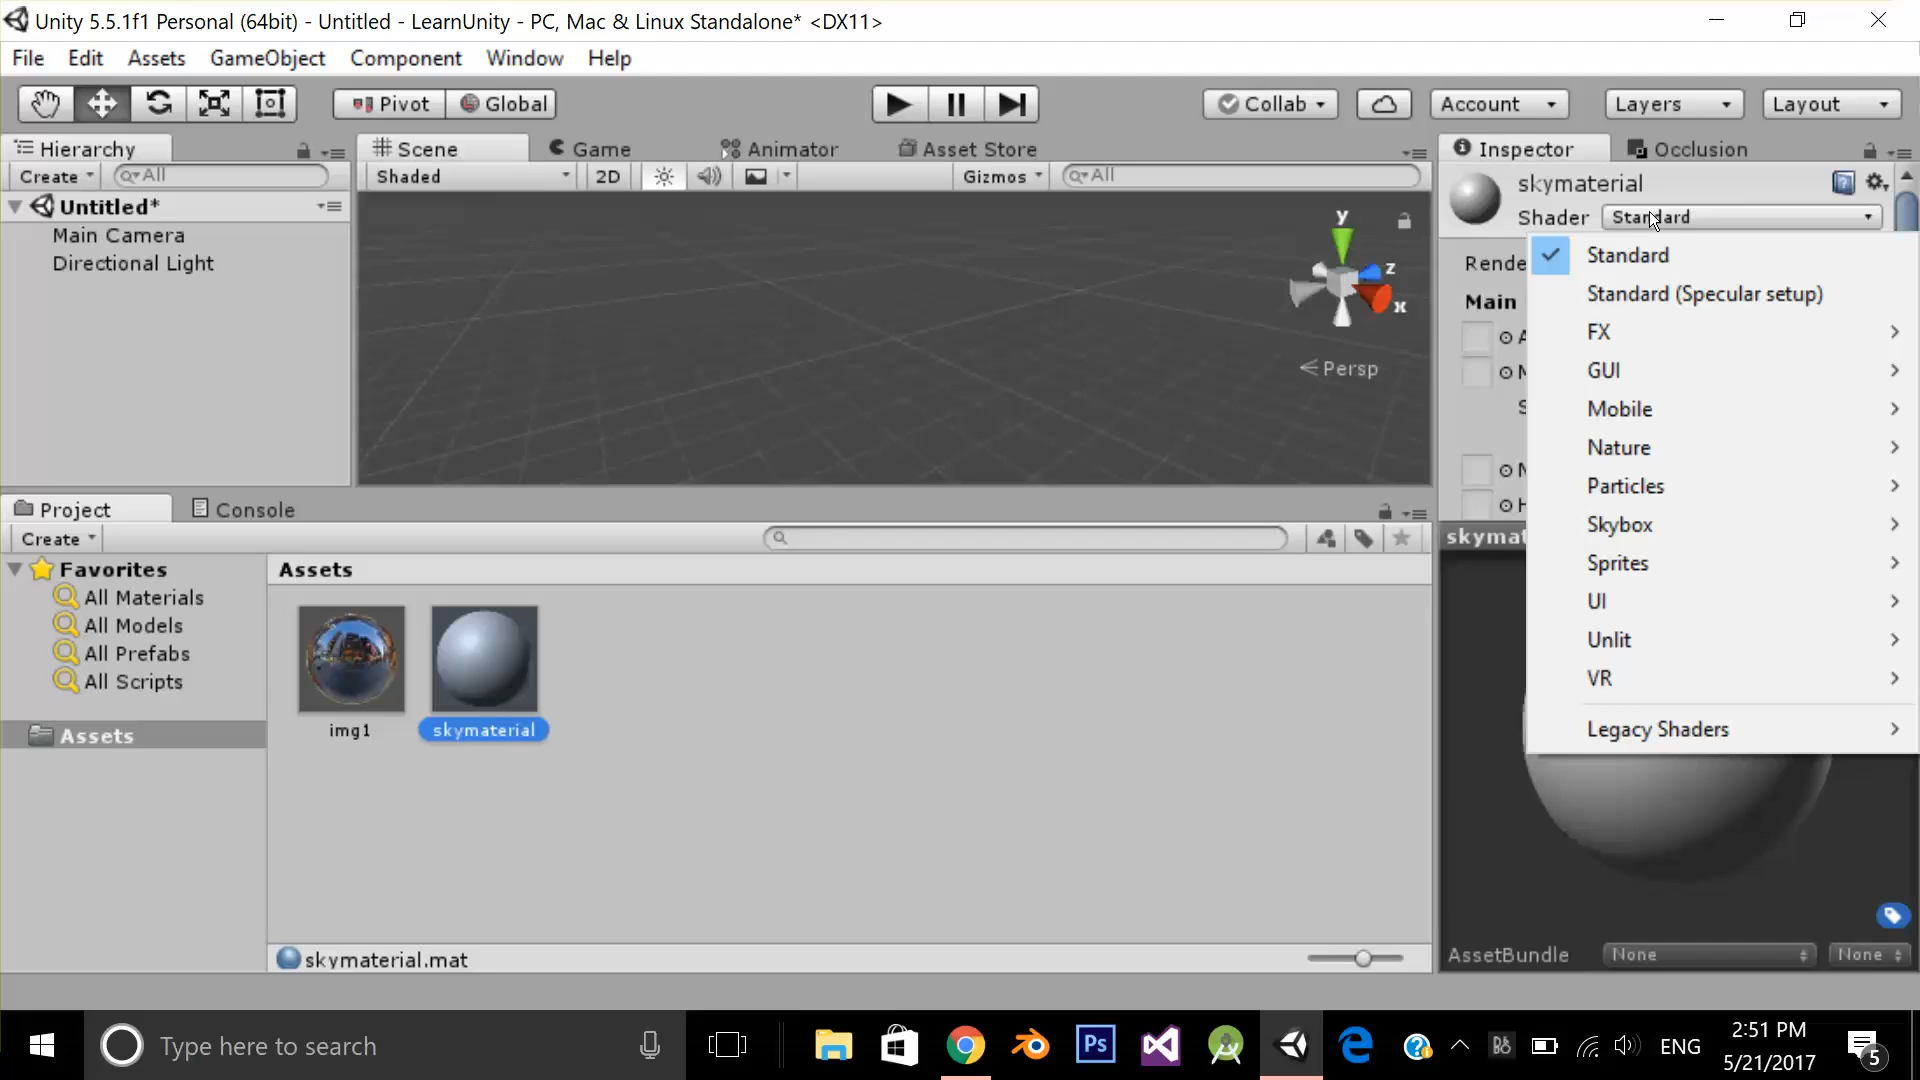 Unity 5.5.1f1 Personal (64bit) - Untitled - LearnUnity - PC, Mac & Linux Standalone* <DX11>
File Edit Assets GameObject Component Window Help
Pivot Global Collab Account Layers Layout
Hierarchy Scene Game Animator Asset Store Inspector Occlusion
Create All Shaded 2D Gizmos All skymaterial
Untitled* Shader Standard
Main Camera
Directional Light
y
z
x
Persp
Rende
Main
Standard
Standard (Specular setup)
FX
GUI
Mobile
Nature
Particles
Skybox
Sprites
UI
Unlit
VR
Legacy Shaders
Project Console
Create skymat
Favorites Assets
All Materials
All Models
All Prefabs
All Scripts
Assets
img1 skymaterial
skymaterial.mat
AssetBundle None None
Type here to search
Ps
ENG
2:51 PM
5/21/2017
5